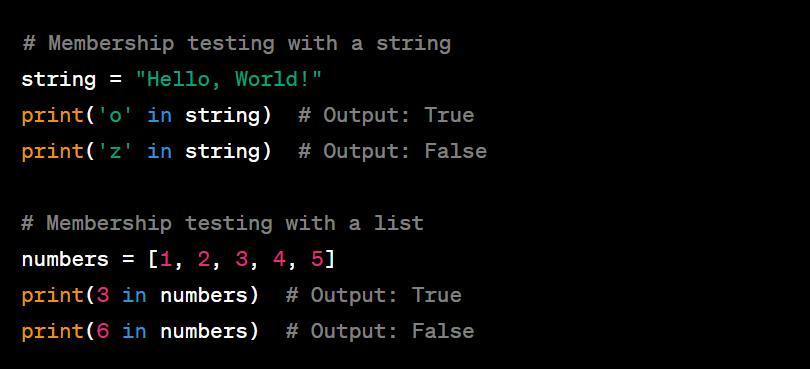 # Membership testing with a string
string = "Hello, World!"
print('o' in string)  # Output: True
print('z' in string)  # Output: False
# Membership testing with a list
numbers = [1, 2, 3, 4, 5]
print(3 in numbers)  # Output: True
print(6 in numbers)  # Output: False